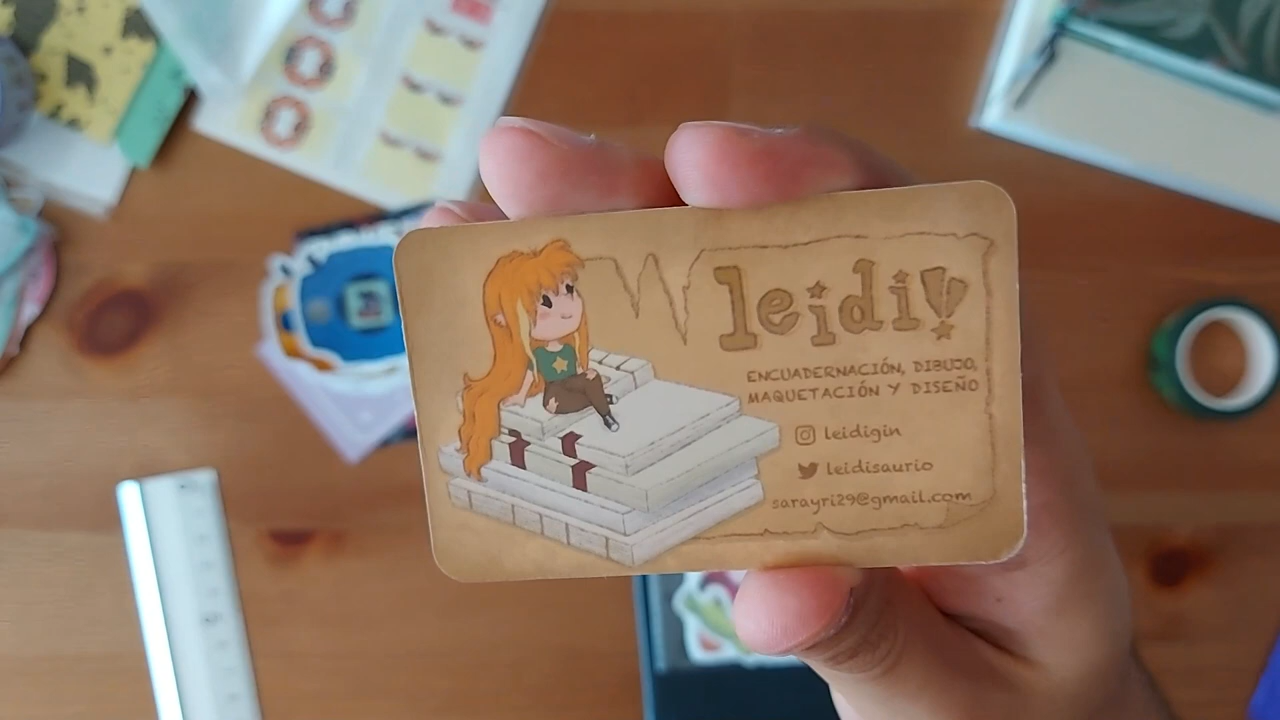 leidi!
ENCUADERNACIÓN, DIBUJO,
MAQUETACIÓN Y DISEÑO
leidigin
leidisaurio
sarayri29@gmail.com